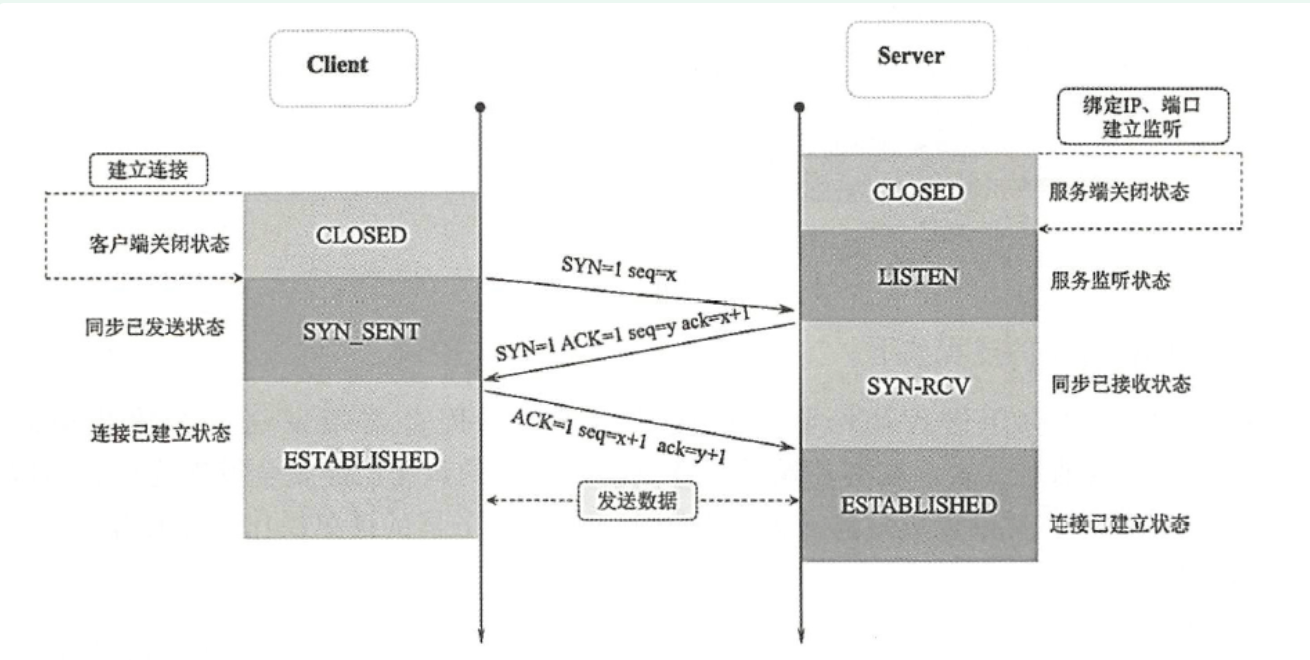 Client
Server
绑定IP、端口
建立监听
建立连接
CLOSED
服务端关闭状态
客户端关闭状态
CLOSED
SYN=1 seq=x
LISTEN
服务监听状态
同步已发送状态
SYN_SENT
SYN=1 ACK=1 seq=y ack=x+1
SYN-RCV
同步已接收状态
ACK=1 seq=x+1 ack=y+1
连接已建立状态
ESTABLISHED
发送数据
ESTABLISHED
连接已建立状态